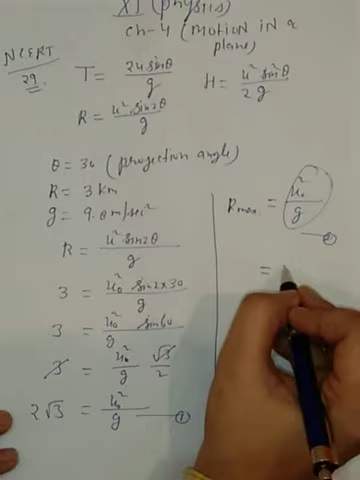 XI (physics)
Ch-4 (motion in a
plane)
NCERT
29
T = 2u sinθ / g
H = u² sin²θ / 2g
R = u² sin2θ / g
θ = 30 (projection angle)
R = 3 km
g = 9.8 m/sec²
R = u² sin2θ / g
3 = u₀² sin2×30 / g
3 = u₀² sin60 / g
3 = u₀² / g √3 / 2
2√3 = u₀² / g — ①
Rmax. = u₀² / g — ②
=